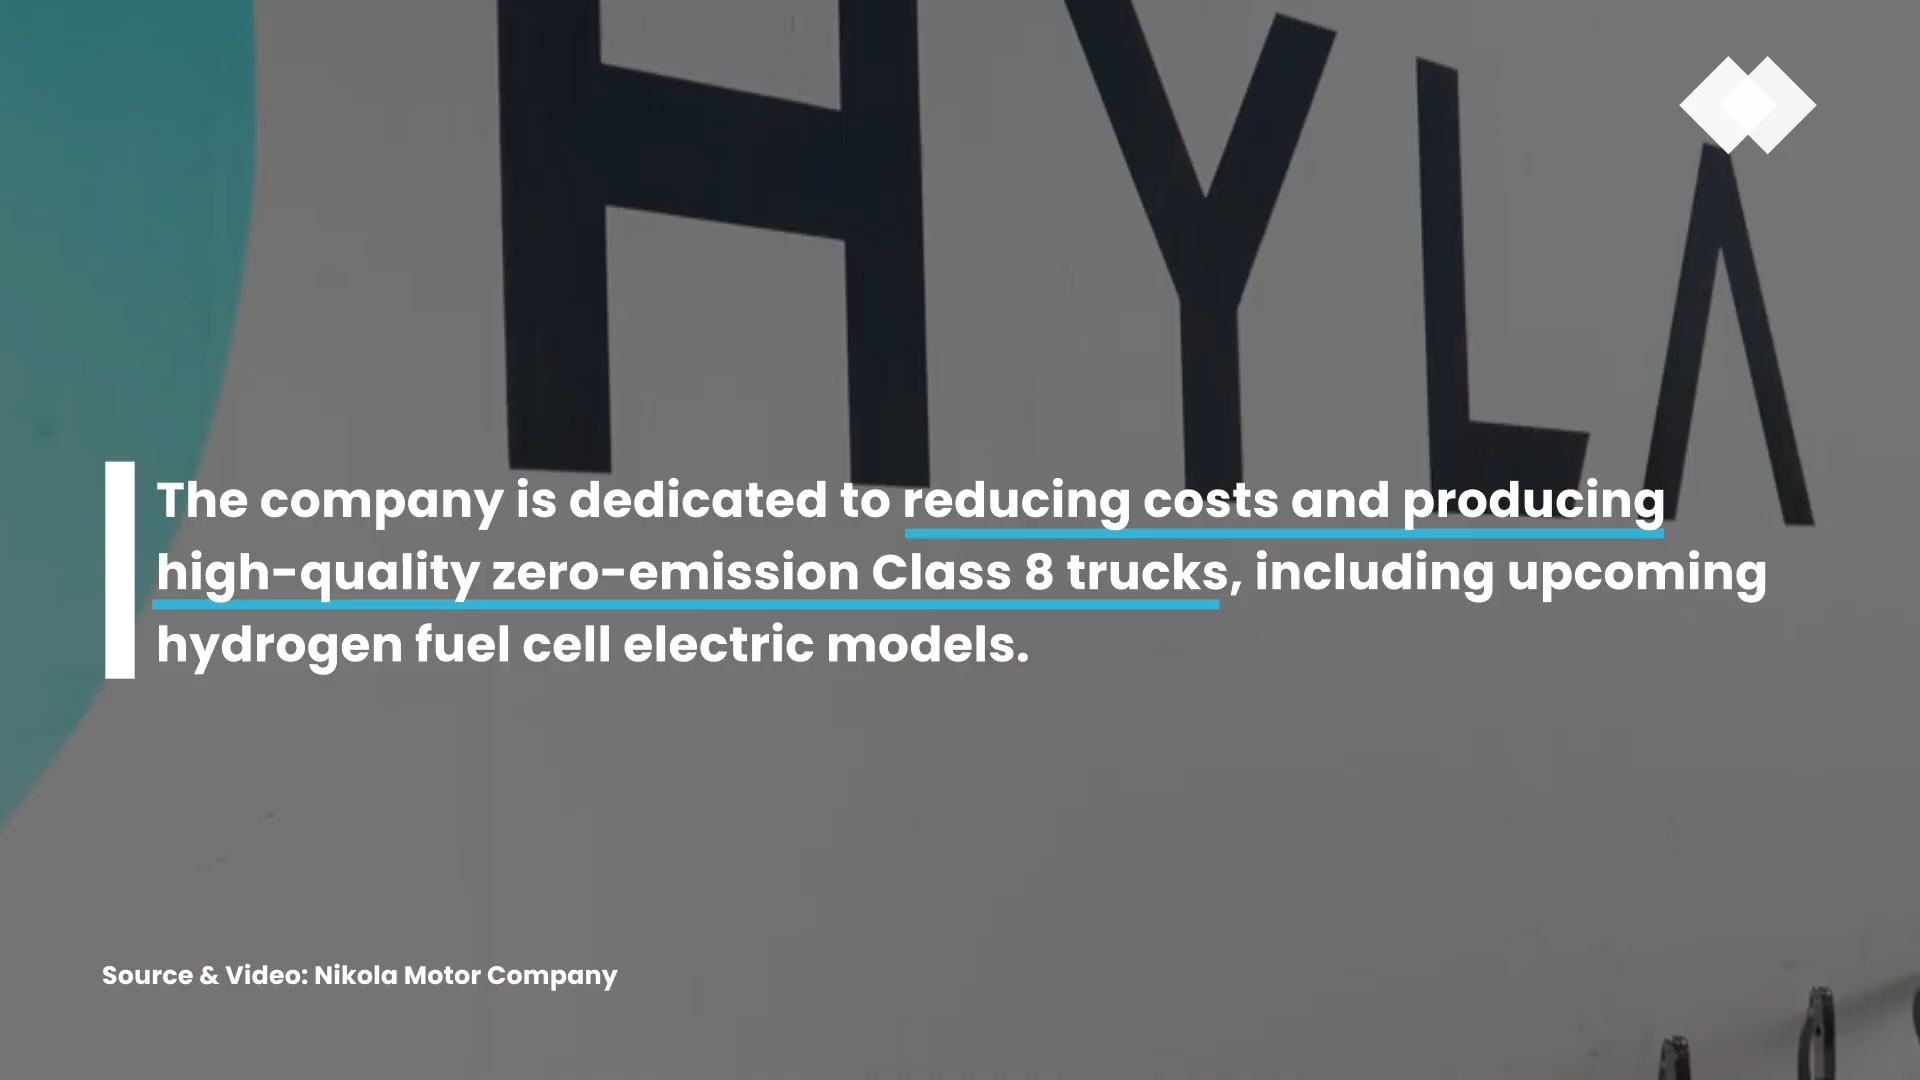 HYLA
The company is dedicated to reducing costs and producing
high-quality zero-emission Class 8 trucks, including upcoming
hydrogen fuel cell electric models.
Source & Video: Nikola Motor Company